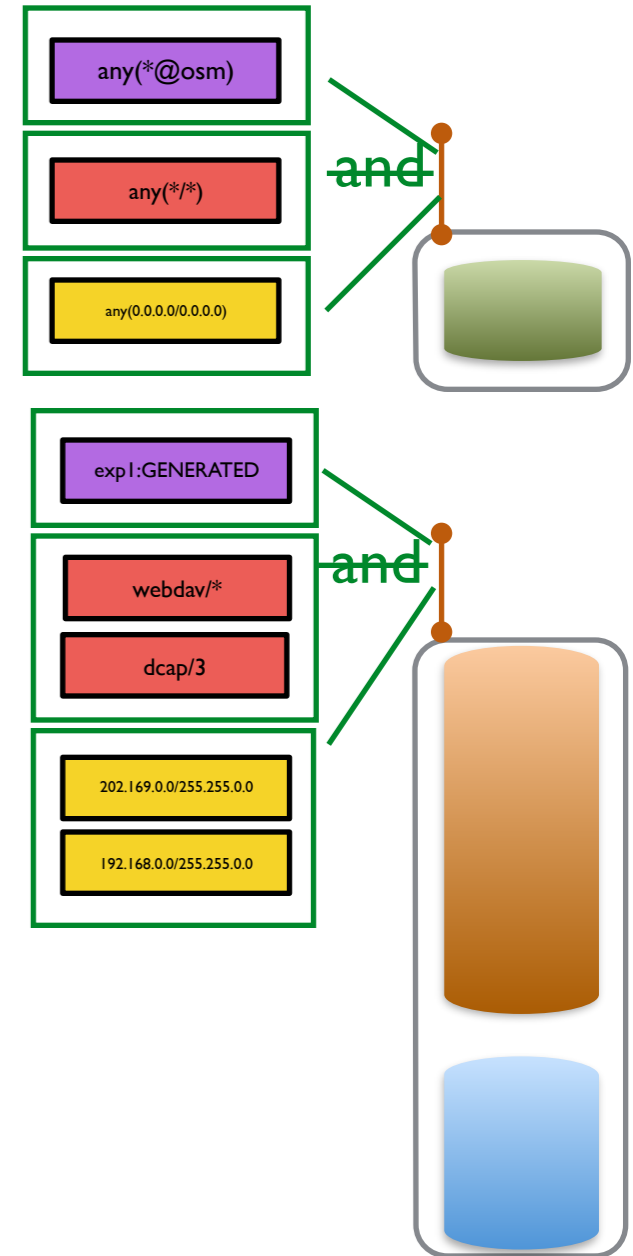 any(*@osm)
and
any(*/*)
any(0.0.0.0/0.0.0.0)
exp1:GENERATED
and
webdav/*
dcap/3
202.169.0.0/255.255.0.0
192.168.0.0/255.255.0.0